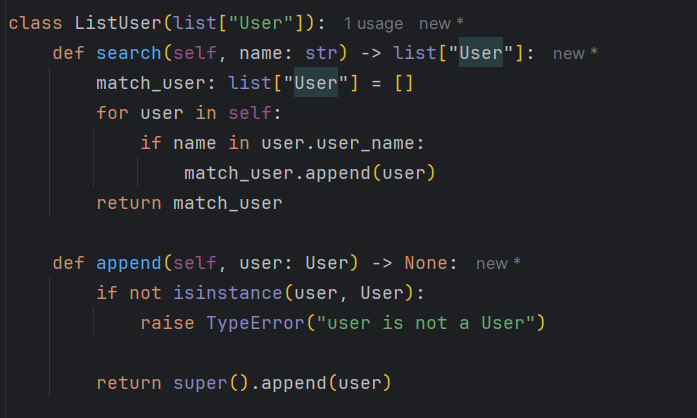 class ListUser(list["User"]): 1 usage new *
    def search(self, name: str) -> list["User"]: new *
        match_user: list["User"] = []
        for user in self:
            if name in user.user_name:
                match_user.append(user)
        return match_user
    def append(self, user: User) -> None: new *
        if not isinstance(user, User):
            raise TypeError("user is not a User")
        return super().append(user)